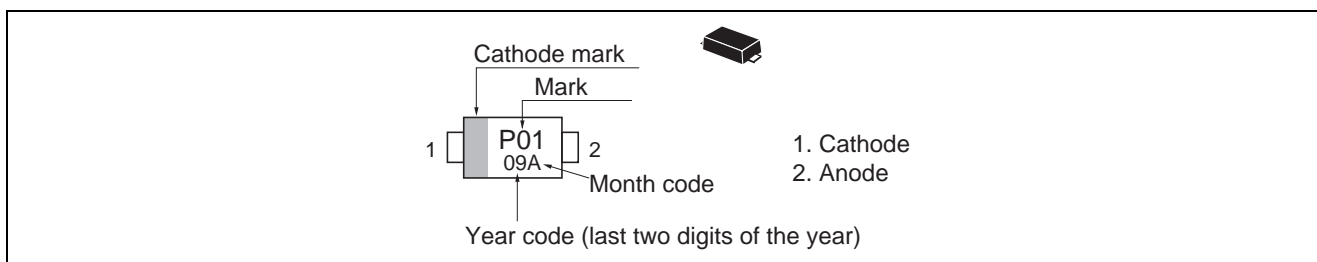 Cathode mark
Mark
1
P01
2
09A
Month code
Year code (last two digits of the year)
1. Cathode
2. Anode